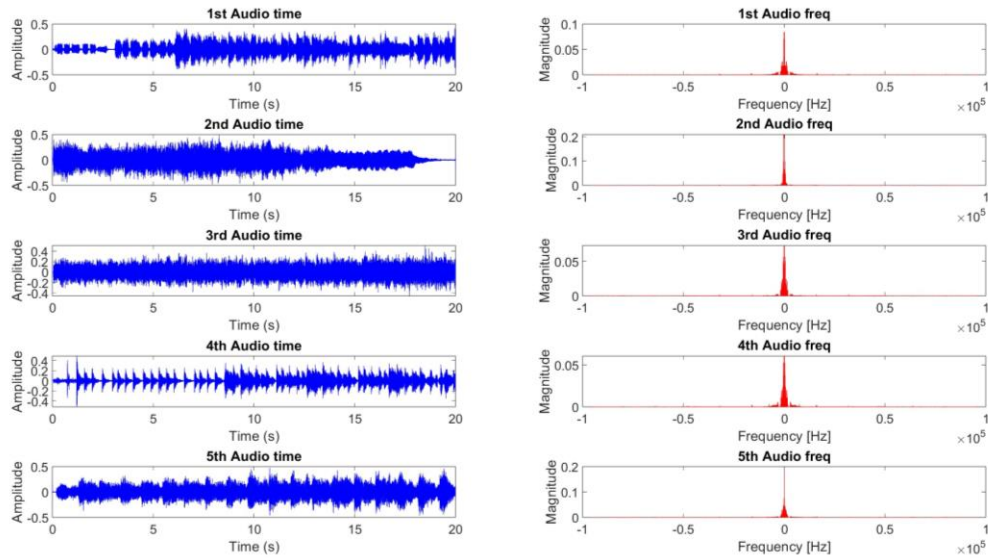 1st Audio time
Amplitude
0.5
0
-0.5
0 5 10 15 20
Time (s)
1st Audio freq
Magnitude
0.1
0.05
0
-1 -0.5 0 0.5 1
Frequency [Hz]
×10⁵
2nd Audio time
Amplitude
0.5
0
-0.5
0 5 10 15 20
Time (s)
2nd Audio freq
Magnitude
0.2
0.1
0
-1 -0.5 0 0.5 1
Frequency [Hz]
×10⁵
3rd Audio time
Amplitude
0.4
0.2
0
-0.2
-0.4
0 5 10 15 20
Time (s)
3rd Audio freq
Magnitude
0.05
0
-1 -0.5 0 0.5 1
Frequency [Hz]
×10⁵
4th Audio time
Amplitude
0.4
0.2
0
-0.2
-0.4
0 5 10 15 20
Time (s)
4th Audio freq
Magnitude
0.05
0
-1 -0.5 0 0.5 1
Frequency [Hz]
×10⁵
5th Audio time
Amplitude
0.5
0
-0.5
0 5 10 15 20
Time (s)
5th Audio freq
Magnitude
0.2
0.1
0
-1 -0.5 0 0.5 1
Frequency [Hz]
×10⁵